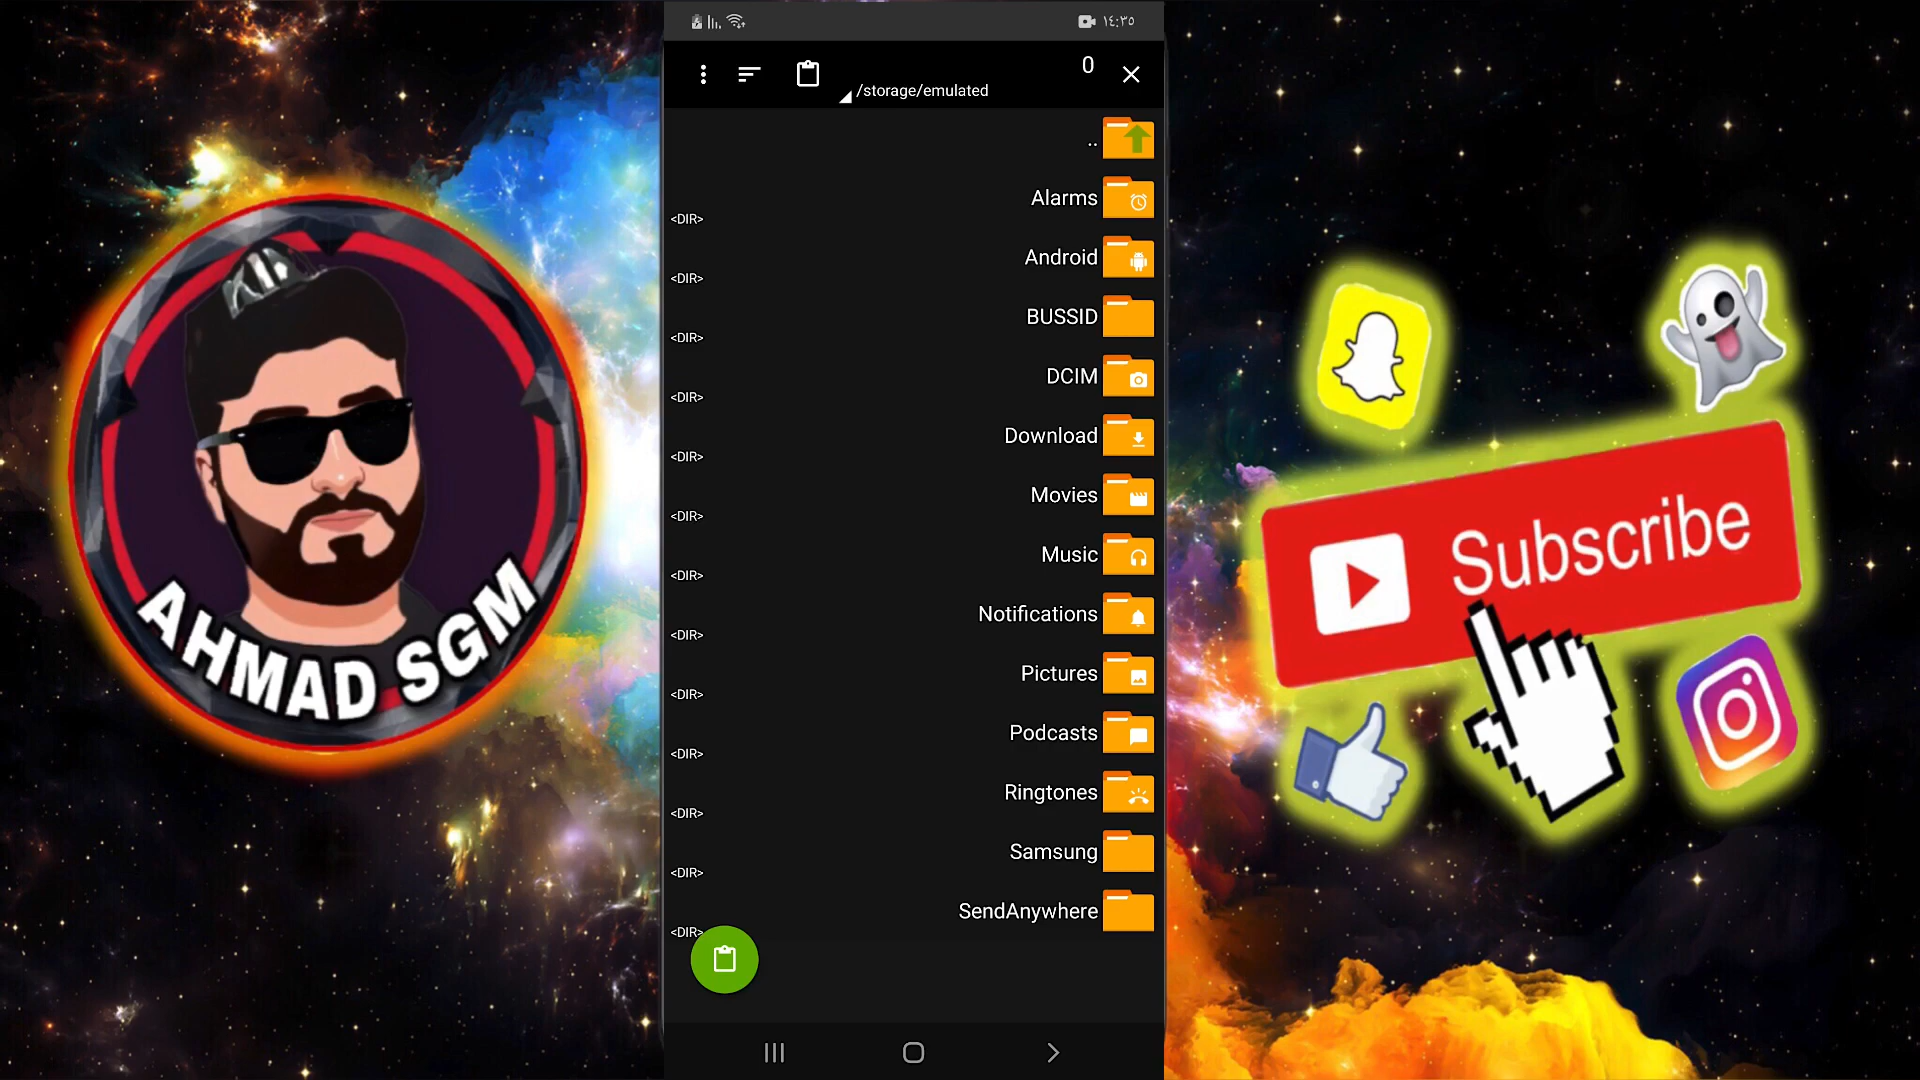 ١٤:٣٥
0
/storage/emulated
..
Alarms
<DIR>
Android
<DIR>
BUSSID
<DIR>
DCIM
<DIR>
Download
<DIR>
Movies
<DIR>
Music
<DIR>
Notifications
<DIR>
Pictures
<DIR>
Podcasts
<DIR>
Ringtones
<DIR>
Samsung
<DIR>
SendAnywhere
<DIR>
AHMAD SGM
Subscribe